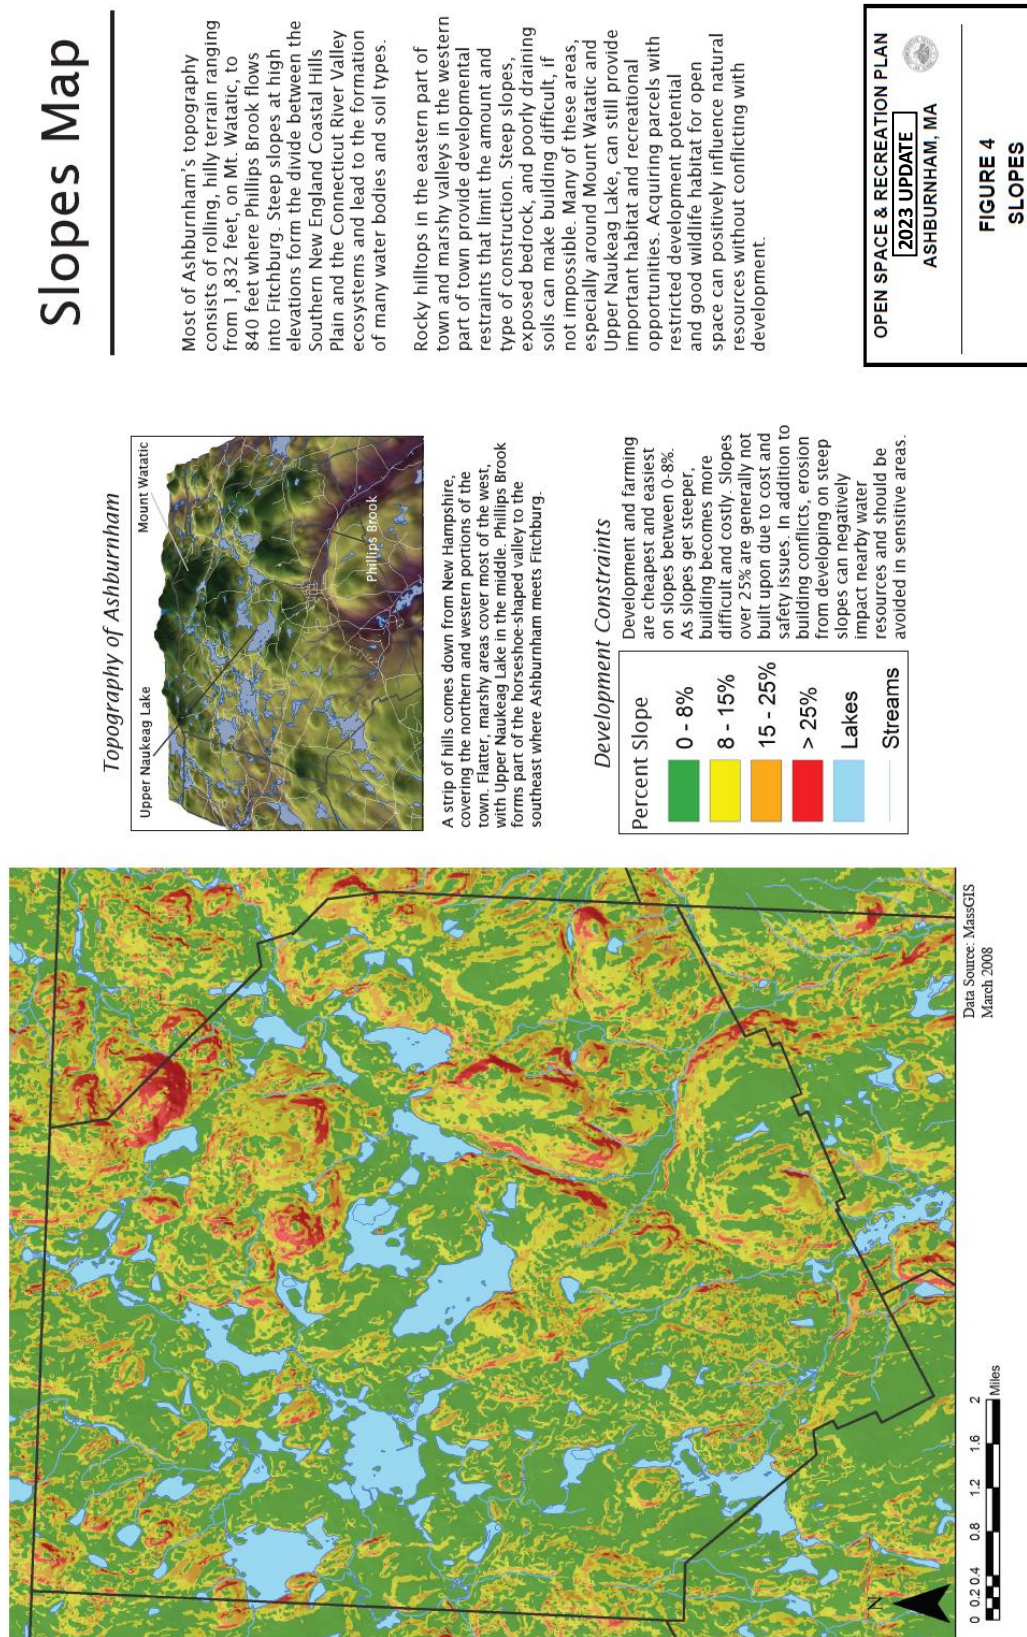 Slopes Map
Most of Ashburnham's topography
consists of rolling, hilly terrain ranging
from 1,832 feet, on Mt. Watatic, to
840 feet where Phillips Brook flows
into Fitchburg. Steep slopes at high
elevations form the divide between the
Southern New England Coastal Hills
Plain and the Connecticut River Valley
ecosystems and lead to the formation
of many water bodies and soil types.
Rocky hilltops in the eastern part of
town and marshy valleys in the western
part of town provide developmental
restraints that limit the amount and
type of construction. Steep slopes,
exposed bedrock, and poorly draining
soils can make building difficult, if
not impossible. Many of these areas,
especially around Mount Watatic and
Upper Naukeag Lake, can still provide
important habitat and recreational
opportunities. Acquiring parcels with
restricted development potential
and good wildlife habitat for open
space can positively influence natural
resources without conflicting with
development.
OPEN SPACE & RECREATION PLAN
2023 UPDATE
ASHBURNHAM, MA
FIGURE 4
SLOPES
Topography of Ashburnham
Upper Naukeag Lake
Mount Watatic
Phillips Brook
A strip of hills comes down from New Hampshire,
covering the northern and western portions of the
town. Flatter, marshy areas cover most of the west,
with Upper Naukeag Lake in the middle. Phillips Brook
forms part of the horseshoe-shaped valley to the
southeast where Ashburnham meets Fitchburg.
Development Constraints
Percent Slope
0 - 8%
8 - 15%
15 - 25%
> 25%
Lakes
Streams
Development and farming
are cheapest and easiest
on slopes between 0-8%.
As slopes get steeper,
building becomes more
difficult and costly. Slopes
over 25% are generally not
built upon due to cost and
safety issues. In addition to
building conflicts, erosion
from developing on steep
slopes can negatively
impact nearby water
resources and should be
avoided in sensitive areas.
Data Source: MassGIS
March 2008
N
0 0.2 0.4 0.8 1.2 1.6 2
Miles